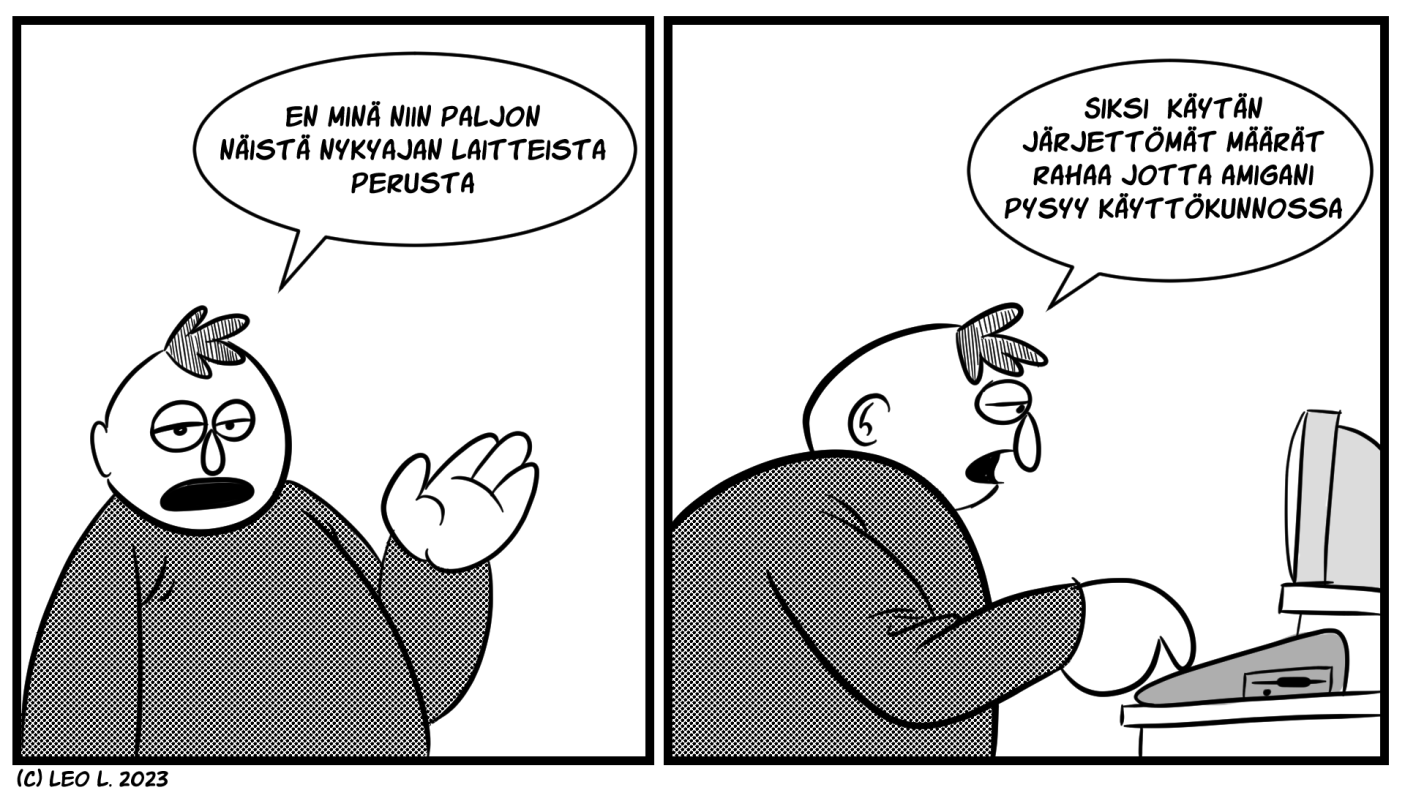 EN MINÄ NIIN PALJON
NÄISTÄ NYKYAJAN LAITTEISTA
PERUSTA
SIKSI KÄYTÄN
JÄRJETTÖMÄT MÄÄRÄT
RAHAA JOTTA AMIGANI
PYSYY KÄYTTÖKUNNOSSA
(C) LEO L. 2023